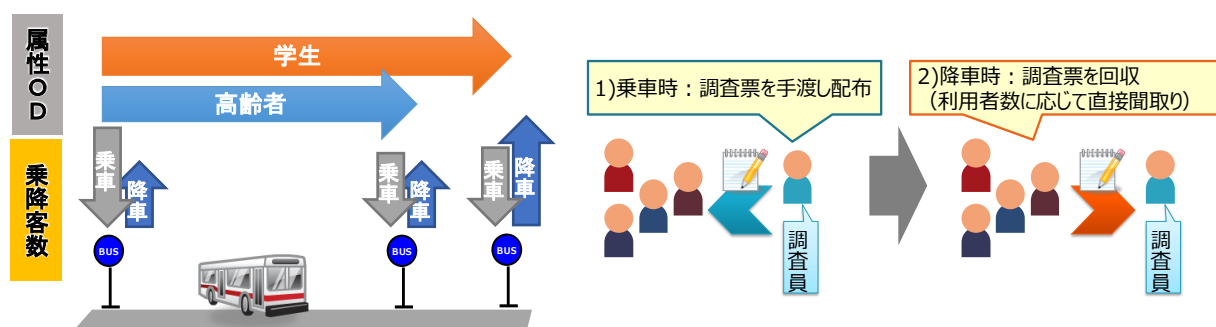 属性OD
学生
高齢者
乗降客数
乗車
降車
乗車
降車
乗車
降車
BUS
BUS
BUS
1)乗車時：調査票を手渡し配布
調査員
2)降車時：調査票を回収
（利用者数に応じて直接聞取り）
調査員